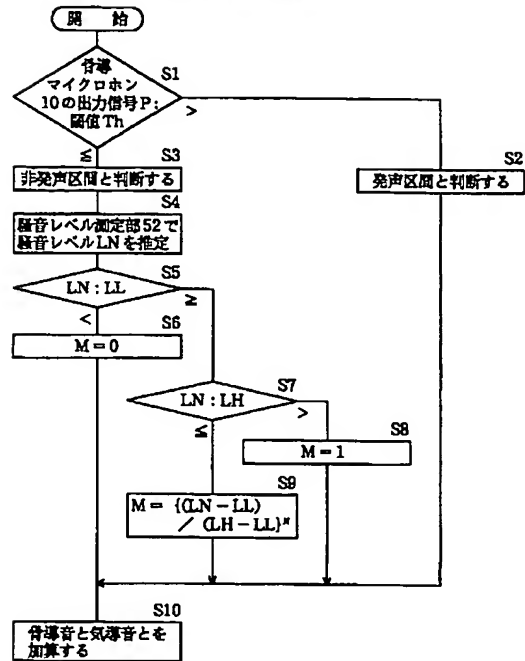 開 始
S1
骨導
マイクロホン
10の出力信号P:
閾値Th
>
≦
S3
非発声区間と判断する
S2
発声区間と判断する
S4
騒音レベル測定部52で
騒音レベルLNを推定
S5
LN:LL
≧
<
S6
M=0
S7
LN:LH
>
≦
S8
M=1
S9
M= {(LN-LL)
/ (LH-LL}ᴺ
S10
骨導音と気導音とを
加算する